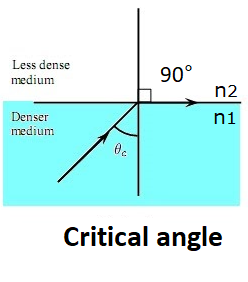 Less dense
medium
90°
n2
Denser
medium
n1
θc
Critical angle